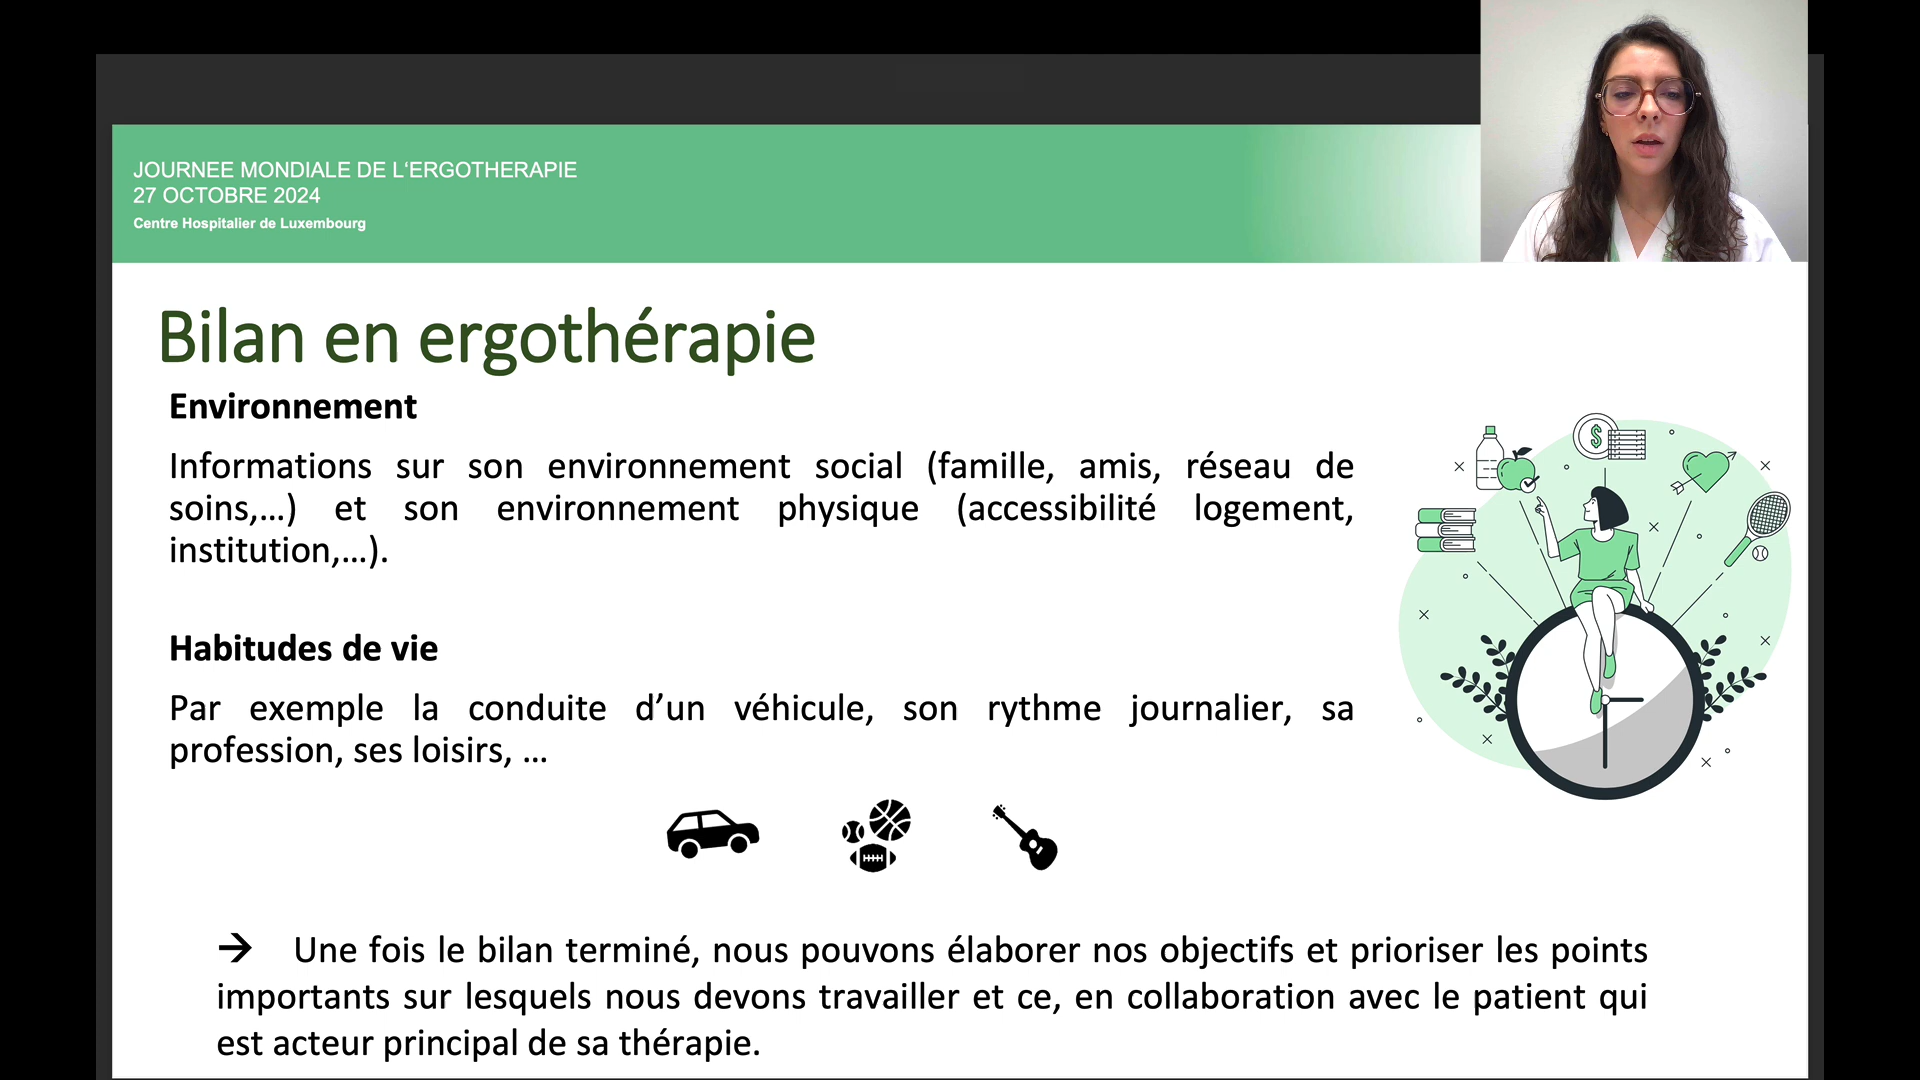 JOURNEE MONDIALE DE L‘ERGOTHERAPIE
27 OCTOBRE 2024
Centre Hospitalier de Luxembourg
Bilan en ergothérapie
Environnement
Informations sur son environnement social (famille, amis, réseau de
soins,...) et son environnement physique (accessibilité logement,
institution,...).
Habitudes de vie
Par exemple la conduite d’un véhicule, son rythme journalier, sa
profession, ses loisirs, ...
→ Une fois le bilan terminé, nous pouvons élaborer nos objectifs et prioriser les points
importants sur lesquels nous devons travailler et ce, en collaboration avec le patient qui
est acteur principal de sa thérapie.